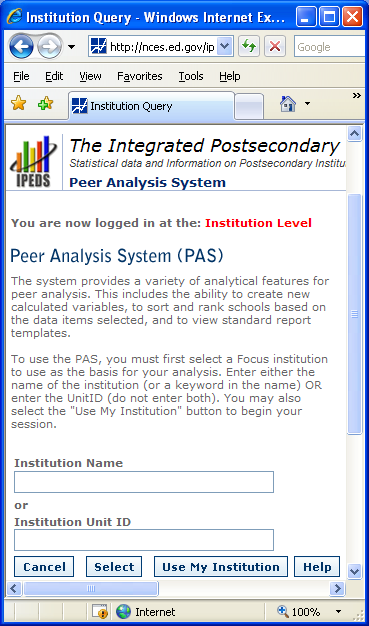 Institution Query - Windows Internet Ex...
http://nces.ed.gov/ip
Google
File Edit View Favorites Tools Help
Institution Query
»
IPEDS
The Integrated Postsecondary
Statistical data and Information on Postsecondary Institu
Peer Analysis System
You are now logged in at the: Institution Level
Peer Analysis System (PAS)
The system provides a variety of analytical features for
peer analysis. This includes the ability to create new
calculated variables, to sort and rank schools based on
the data items selected, and to view standard report
templates.
To use the PAS, you must first select a Focus institution
to use as the basis for your analysis. Enter either the
name of the institution (or a keyword in the name) OR
enter the UnitID (do not enter both). You may also
select the "Use My Institution" button to begin your
session.
Institution Name
or
Institution Unit ID
Cancel Select Use My Institution Help
Internet 100%